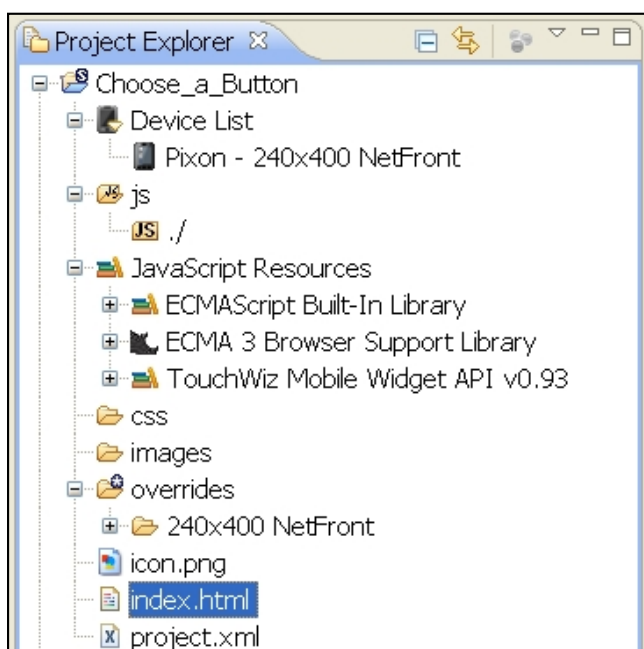 Project Explorer
Choose_a_Button
Device List
Pixon - 240x400 NetFront
js
JS ./
JavaScript Resources
ECMAScript Built-In Library
ECMA 3 Browser Support Library
TouchWiz Mobile Widget API v0.93
css
images
overrides
240x400 NetFront
icon.png
index.html
project.xml